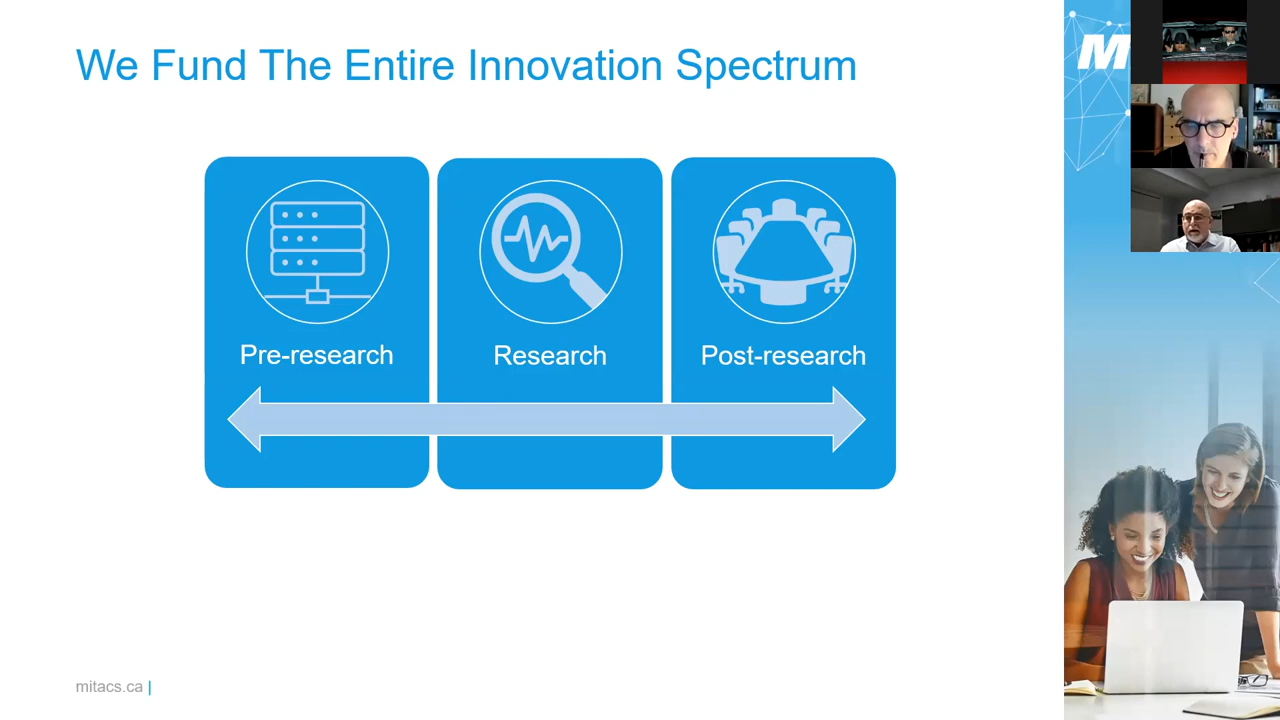 We Fund The Entire Innovation Spectrum
M
Pre-research
Research
Post-research
mitacs.ca |